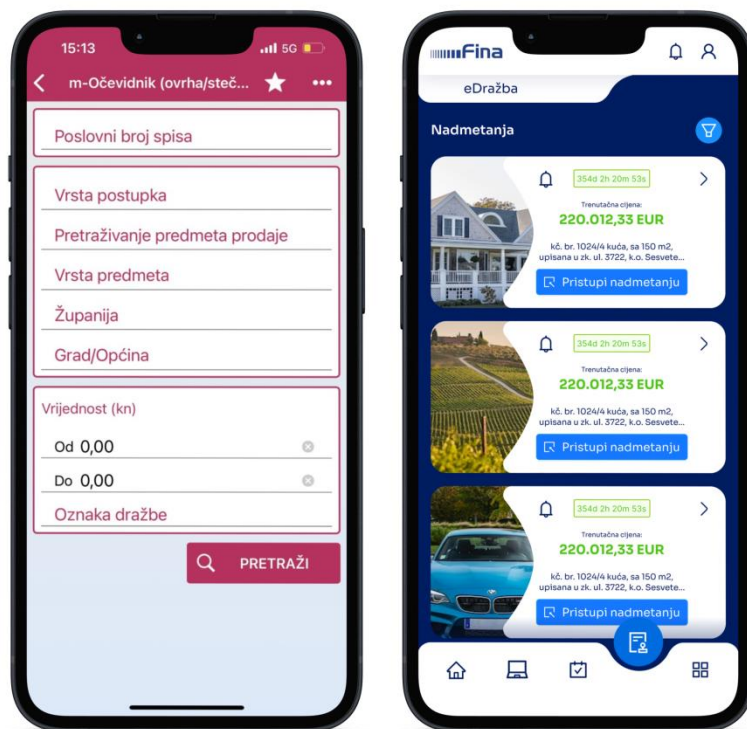 15:13
5G
m-Očevidnik (ovrha/steč...
Poslovni broj spisa
Vrsta postupka
Pretraživanje predmeta prodaje
Vrsta predmeta
Županija
Grad/Općina
Vrijednost (kn)
Od 0,00
Do 0,00
Oznaka dražbe
PRETRAŽI
Fina
eDražba
Nadmetanja
354d 2h 20m 53s
Trenutačna cijena:
220.012,33 EUR
kč. br. 1024/4 kuća, sa 150 m2,
upisana u zk. ul. 3722, k.o. Sesvete...
Pristupi nadmetanju
354d 2h 20m 53s
Trenutačna cijena:
220.012,33 EUR
kč. br. 1024/4 kuća, sa 150 m2,
upisana u zk. ul. 3722, k.o. Sesvete...
Pristupi nadmetanju
354d 2h 20m 53s
Trenutačna cijena:
220.012,33 EUR
kč. br. 1024/4 kuća, sa 150 m2,
upisana u zk. ul. 3722, k.o. Sesvete...
Pristupi nadmetanju